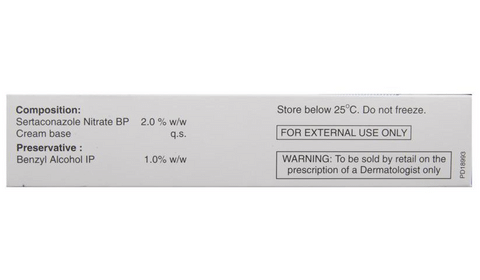 Composition:
Sertaconazole Nitrate BP 2.0 % w/w
Cream base q.s.
Preservative :
Benzyl Alcohol IP 1.0% w/w
Store below 25°C. Do not freeze.
FOR EXTERNAL USE ONLY
WARNING: To be sold by retail on the
prescription of a Dermatologist only
PD18993